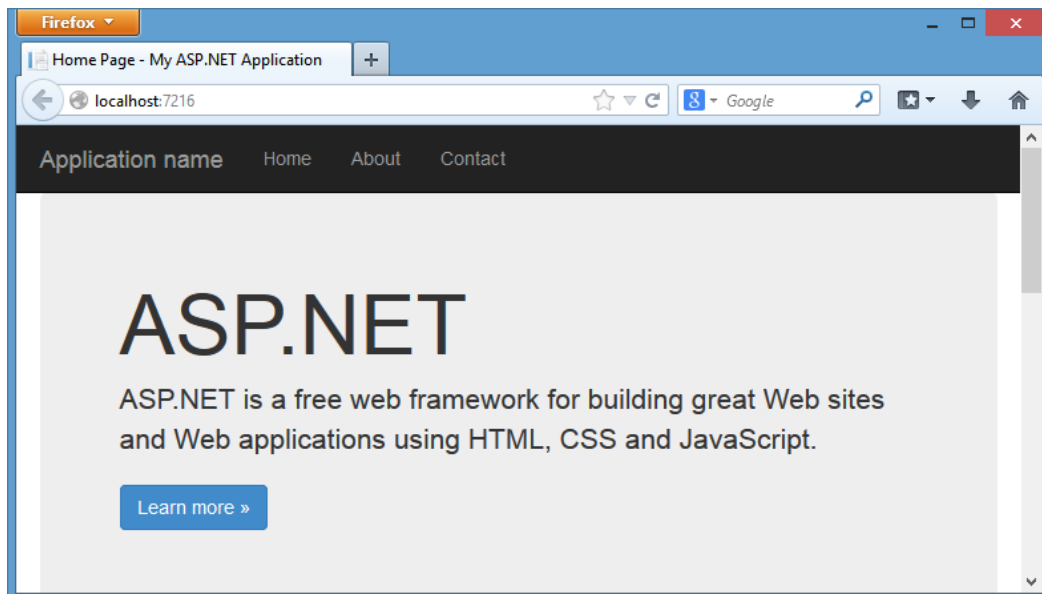 Firefox
Home Page - My ASP.NET Application
localhost:7216
8 Google
Application name Home About Contact
ASP.NET
ASP.NET is a free web framework for building great Web sites
and Web applications using HTML, CSS and JavaScript.
Learn more »